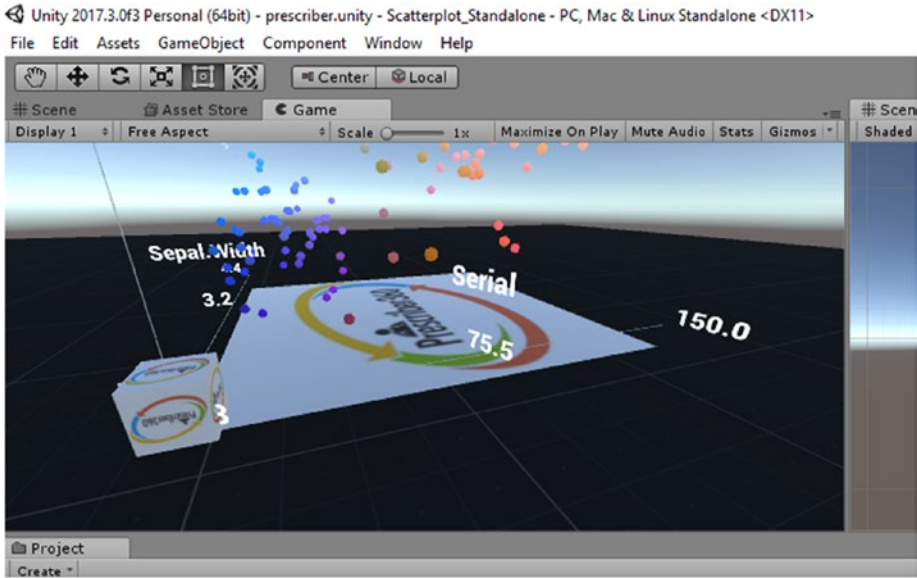 Unity 2017.3.0f3 Personal (64bit) - prescriber.unity - Scatterplot_Standalone - PC, Mac & Linux Standalone <DX11>
File Edit Assets GameObject Component Window Help
Center Local
Scene Asset Store Game Scen
Display 1 Free Aspect Scale 1x Maximize On Play Mute Audio Stats Gizmos Shaded
Sepal.Width
4.4
3.2
Serial
150.0
75.5
3
Project
Create